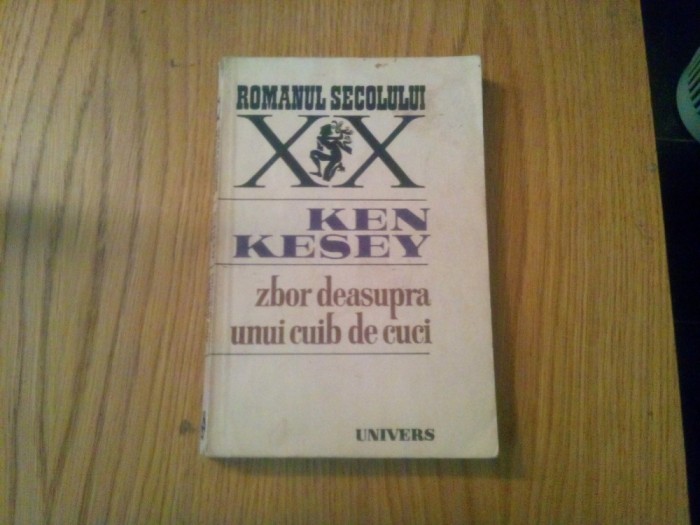 ROMANUL SECOLULUI
XX
KEN
KESEY
zbor deasupra
unui cuib de cuci
UNIVERS